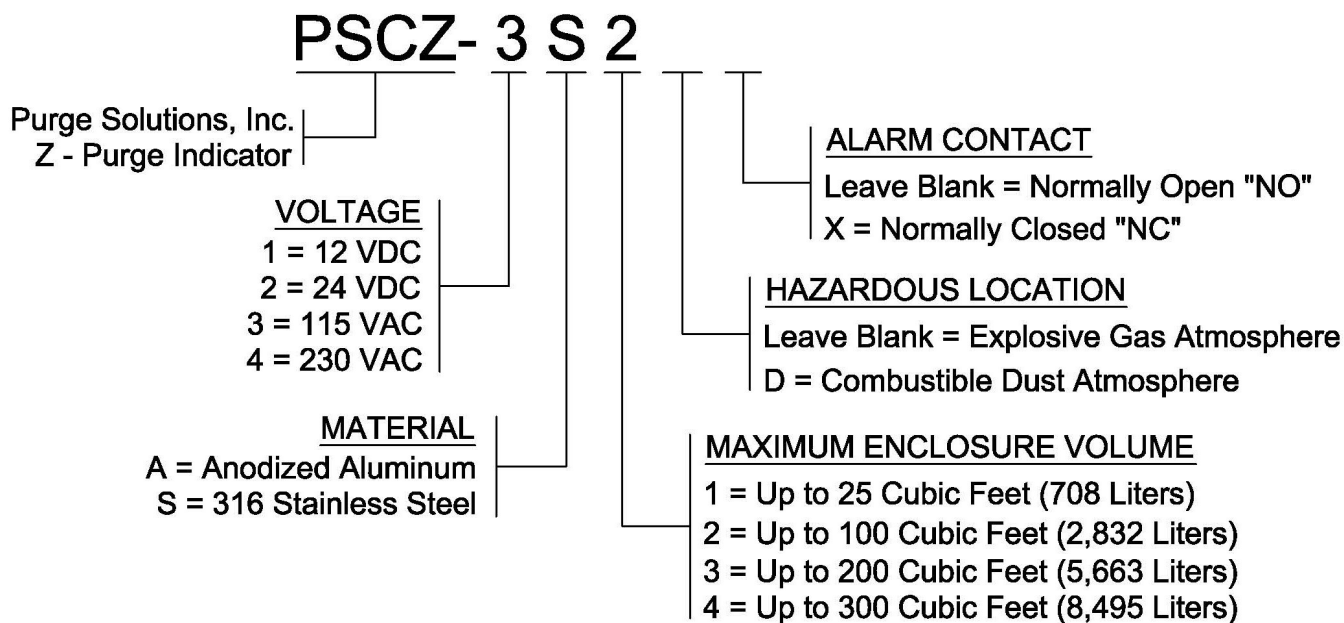 PSCZ- 3 S 2
Purge Solutions, Inc.
Z - Purge Indicator
VOLTAGE
1 = 12 VDC
2 = 24 VDC
3 = 115 VAC
4 = 230 VAC
MATERIAL
A = Anodized Aluminum
S = 316 Stainless Steel
ALARM CONTACT
Leave Blank = Normally Open "NO"
X = Normally Closed "NC"
HAZARDOUS LOCATION
Leave Blank = Explosive Gas Atmosphere
D = Combustible Dust Atmosphere
MAXIMUM ENCLOSURE VOLUME
1 = Up to 25 Cubic Feet (708 Liters)
2 = Up to 100 Cubic Feet (2,832 Liters)
3 = Up to 200 Cubic Feet (5,663 Liters)
4 = Up to 300 Cubic Feet (8,495 Liters)